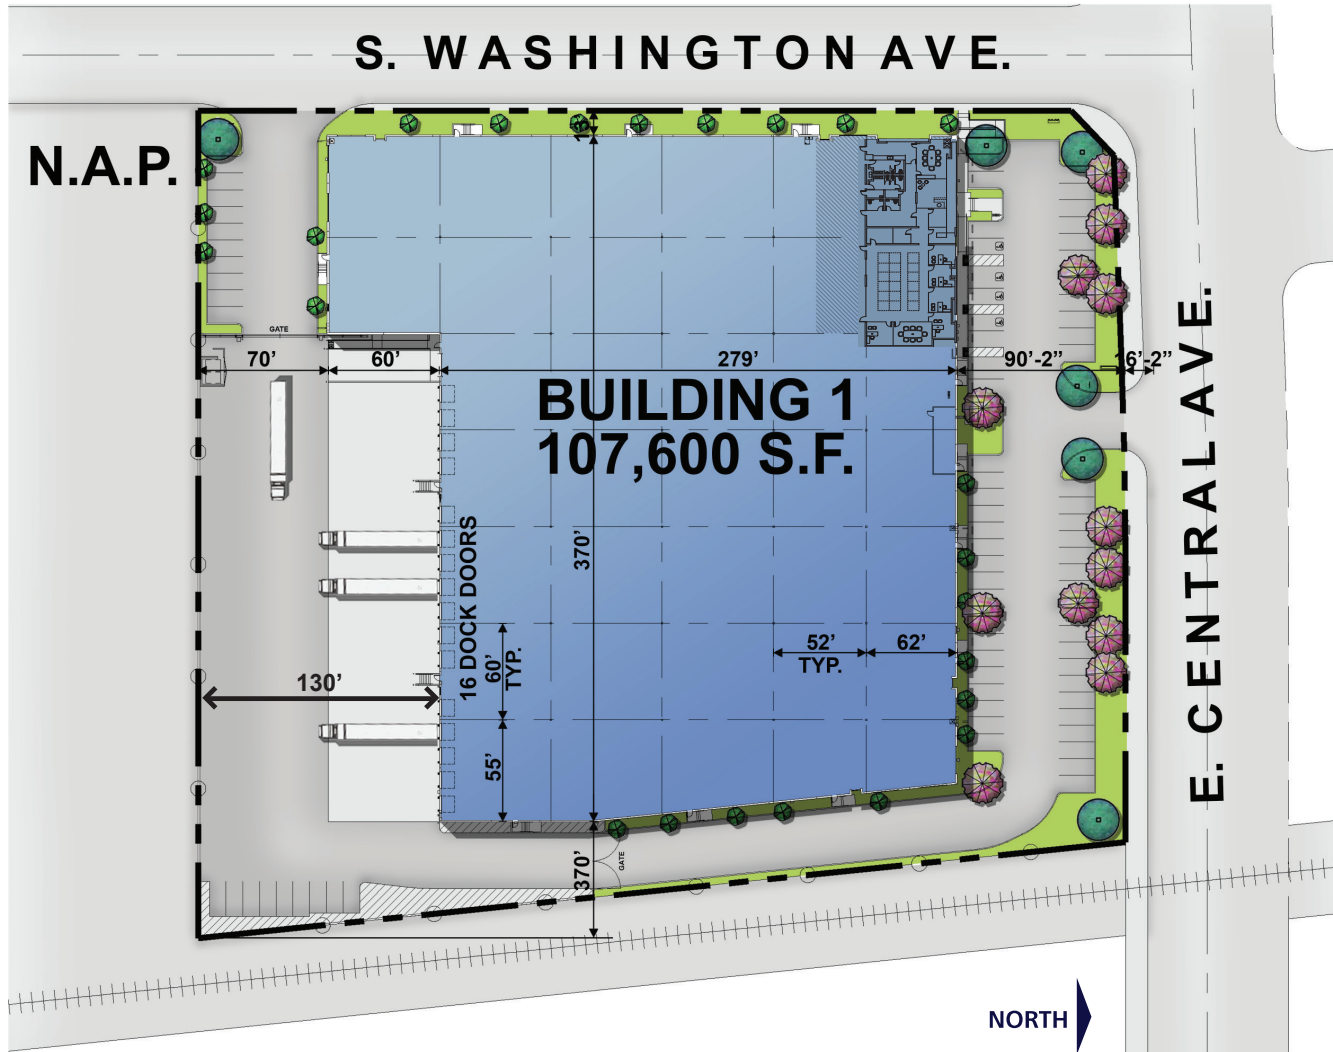 S. WASHINGTON AVE.
N.A.P.
GATE
70'
60'
279'
90'-2"
16'-2"
BUILDING 1
107,600 S.F.
E. CENTRAL AVE.
370'
16 DOCK DOORS
60'
TYP.
52'
TYP.
62'
130'
55'
370'
GATE
NORTH